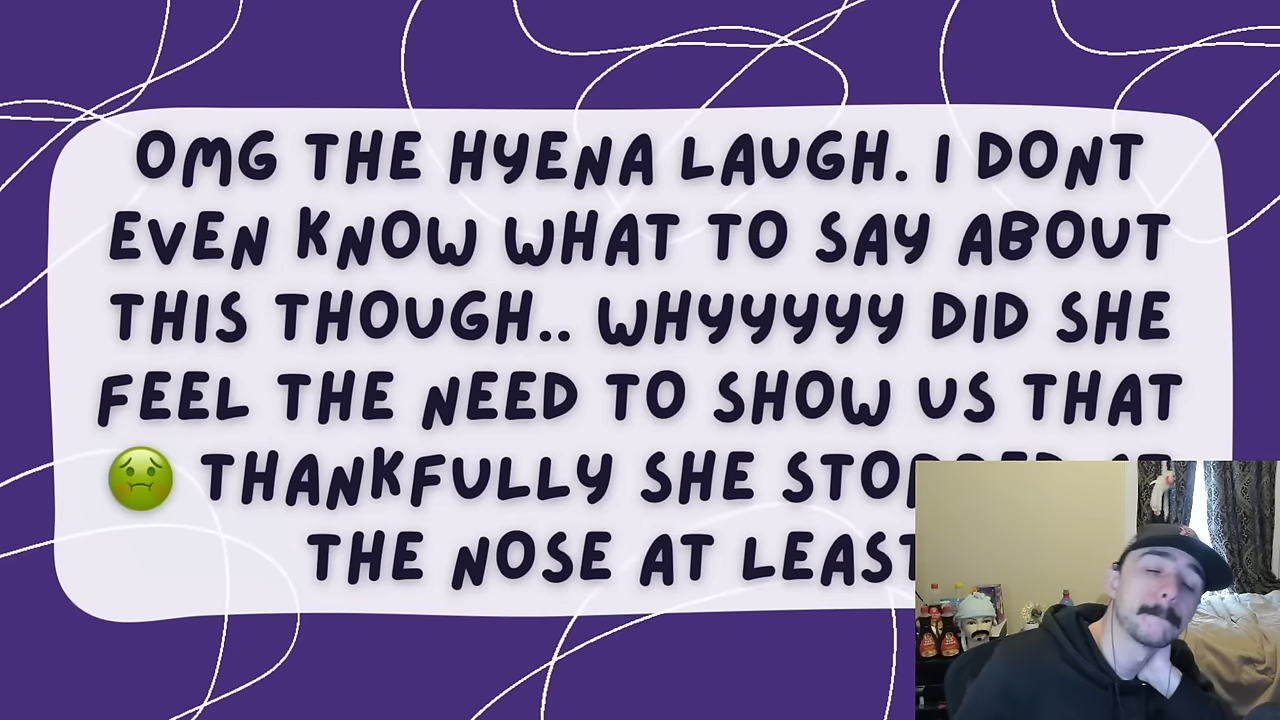 OMG THE HYENA LAUGH. I DONT
EVEN KNOW WHAT TO SAY ABOUT
THIS THOUGH.. WHYYYYY DID SHE
FEEL THE NEED TO SHOW US THAT
🤢 THANKFULLY SHE
THE NOSE AT LEAST